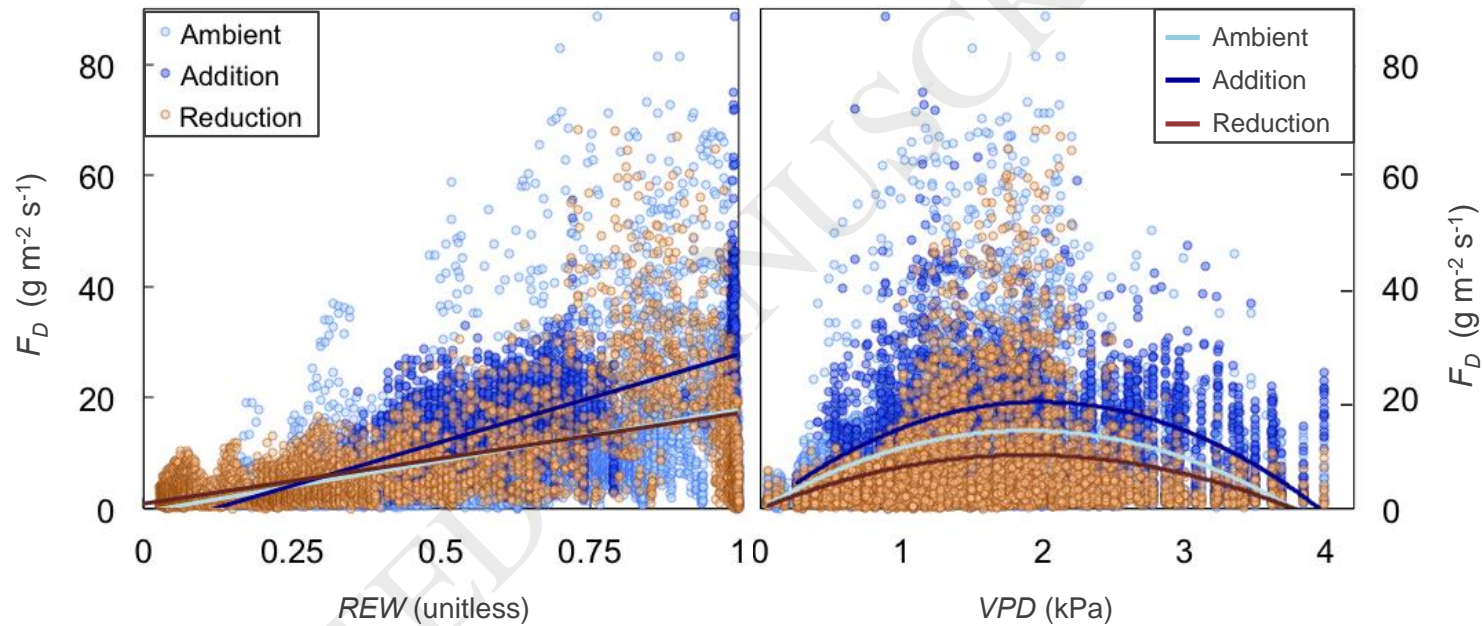 Ambient
Addition
Reduction
80
60
40
20
0
F_D (g m⁻² s⁻¹)
0 0.25 0.5 0.75 1
REW (unitless)
Ambient
Addition
Reduction
80
60
40
20
0
F_D (g m⁻² s⁻¹)
0 1 2 3 4
VPD (kPa)